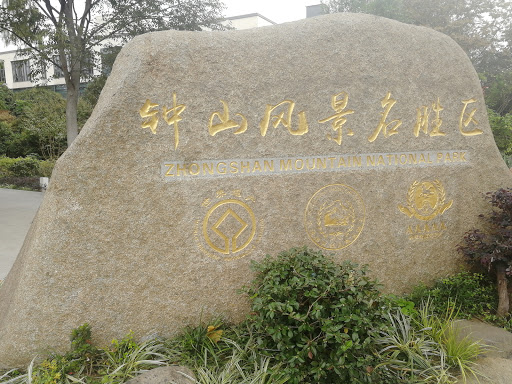 钟山风景名胜区
ZHONGSHAN MOUNTAIN NATIONAL PARK